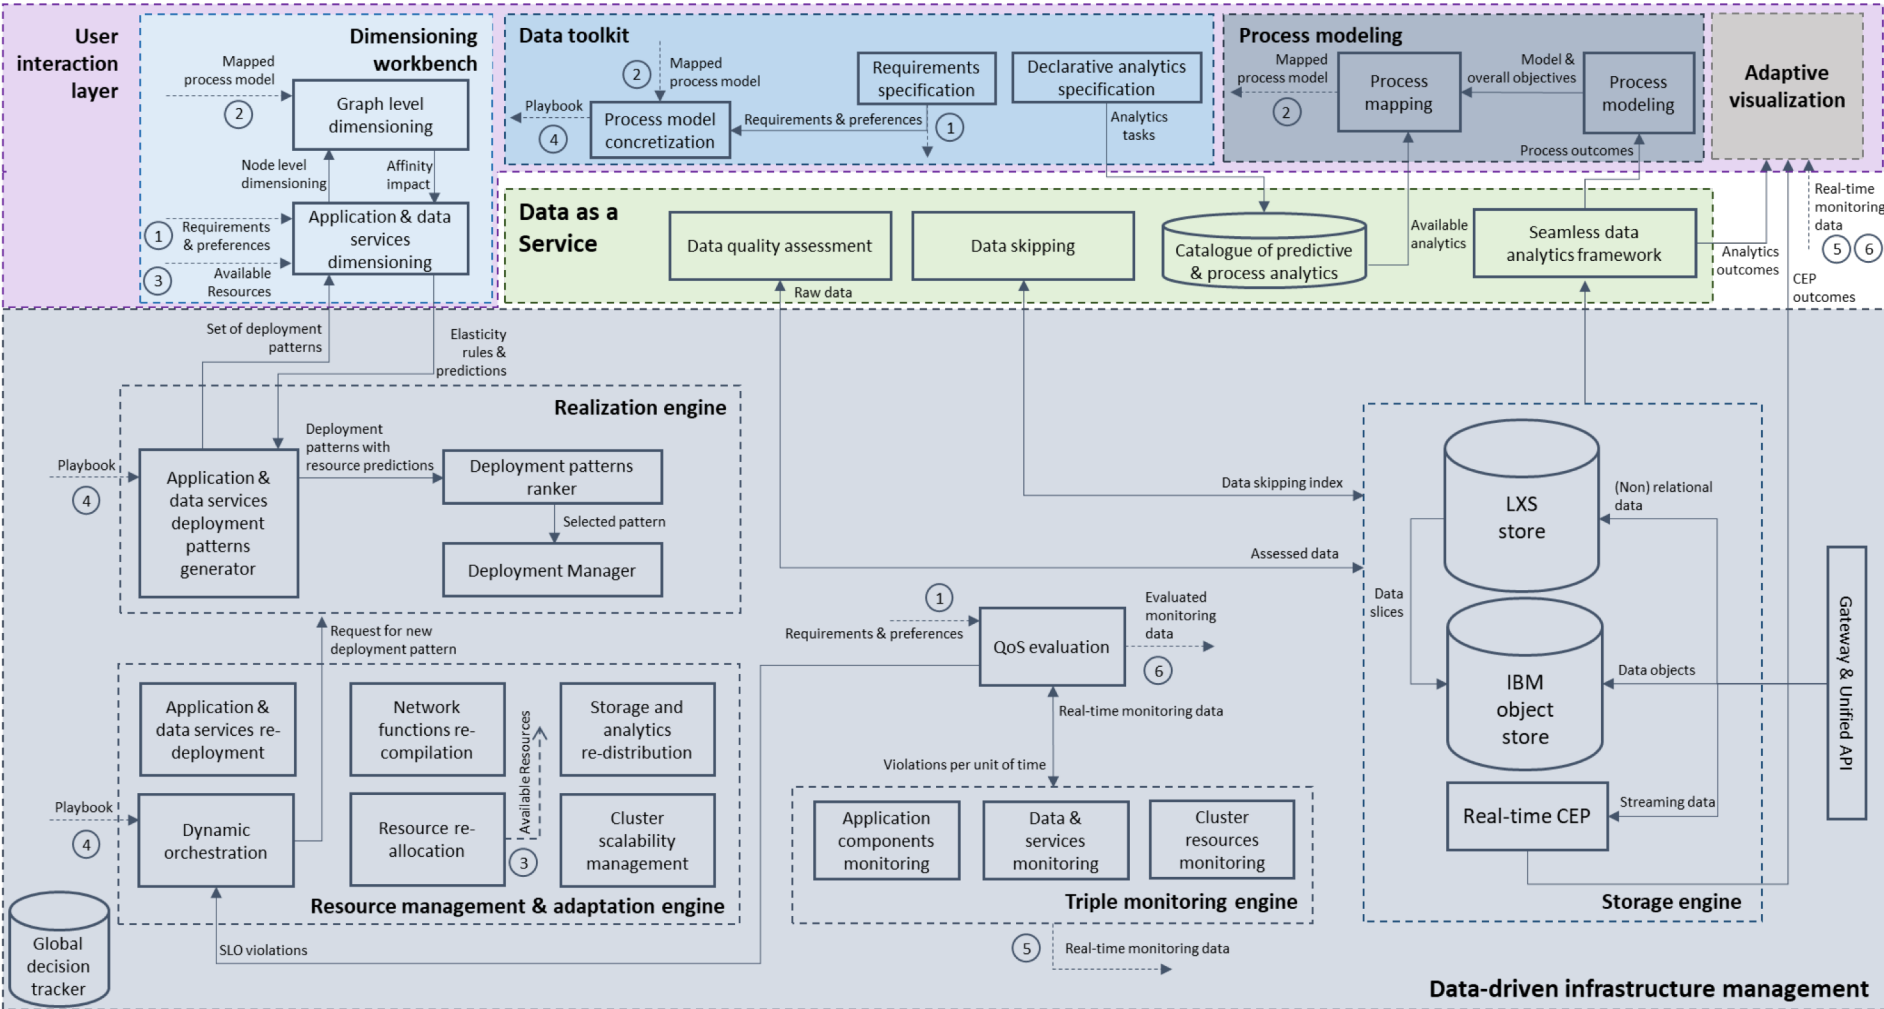 User
interaction
layer
Dimensioning
workbench
Mapped
process model
2
Graph level
dimensioning
Node level
dimensioning
Affinity
impact
1
Requirements
& preferences
3
Available
Resources
Application & data
services
dimensioning
Data toolkit
2
Mapped
process model
Playbook
4
Process model
concretization
Requirements
specification
Requirements & preferences
1
Declarative analytics
specification
Analytics
tasks
Process modeling
Mapped
process model
2
Process
mapping
Model &
overall objectives
Process
modeling
Process outcomes
Adaptive
visualization
Data as a
Service
Data quality assessment
Raw data
Data skipping
Catalogue of predictive
& process analytics
Available
analytics
Seamless data
analytics framework
Analytics
outcomes
Real-time
monitoring
data
5
6
CEP
outcomes
Set of deployment
patterns
Elasticity
rules &
predictions
Realization engine
Playbook
4
Application &
data services
deployment
patterns
generator
Deployment
patterns with
resource predictions
Deployment patterns
ranker
Selected pattern
Deployment Manager
Request for new
deployment pattern
Application &
data services re-
deployment
Network
functions re-
compilation
Storage and
analytics
re-distribution
Playbook
4
Dynamic
orchestration
Resource re-
allocation
Available Resources
3
Cluster
scalability
management
Resource management & adaptation engine
SLO violations
Global
decision
tracker
Data skipping index
Assessed data
1
Requirements & preferences
QoS evaluation
Evaluated
monitoring
data
6
Real-time monitoring data
Violations per unit of time
Application
components
monitoring
Data &
services
monitoring
Cluster
resources
monitoring
Triple monitoring engine
5
Real-time monitoring data
LXS
store
(Non) relational
data
Data
slices
IBM
object
store
Data objects
Real-time CEP
Streaming data
Storage engine
Gateway & Unified API
Data-driven infrastructure management